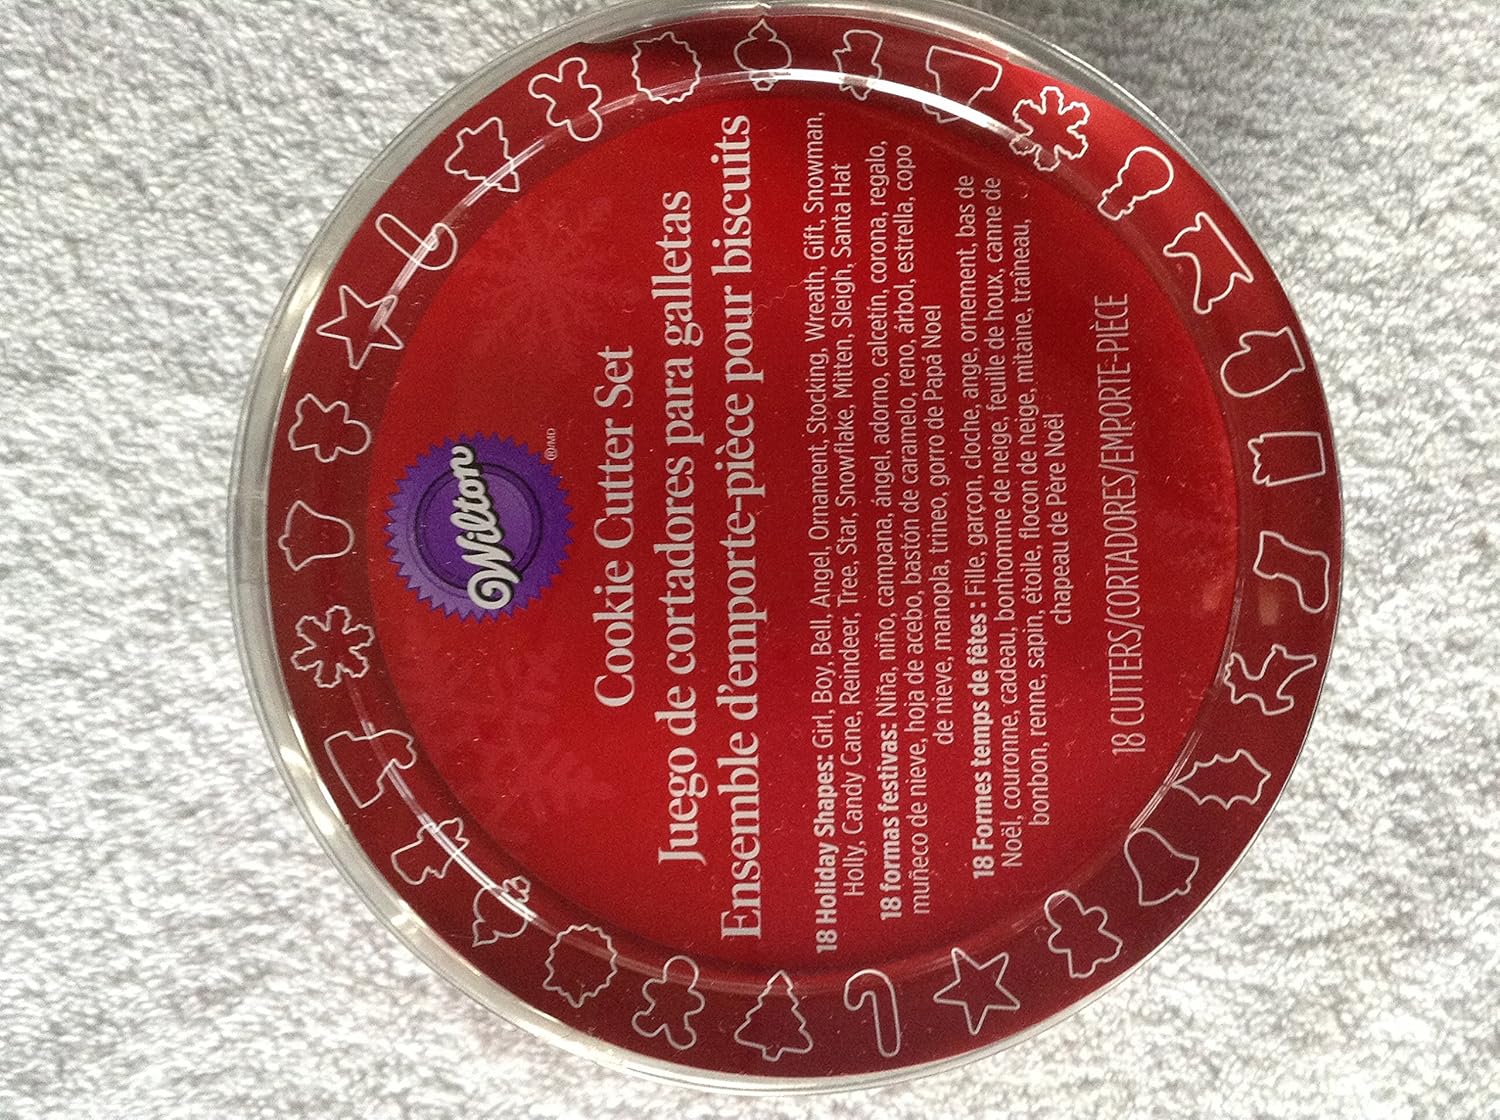 Wilton
®/MD
Cookie Cutter Set
Juego de cortadores para galletas
Ensemble d'emporte-pièce pour biscuits
18 Holiday Shapes: Girl, Boy, Bell, Angel, Ornament, Stocking, Wreath, Gift, Snowman,
Holly, Candy Cane, Reindeer, Tree, Star, Snowflake, Mitten, Sleigh, Santa Hat
18 formas festivas: Niña, niño, campana, ángel, adorno, calcetín, corona, regalo,
muñeco de nieve, hoja de acebo, bastón de caramelo, reno, árbol, estrella, copo
de nieve, manopla, trineo, gorro de Papá Noel
18 Formes temps de fêtes : Fille, garçon, cloche, ange, ornement, bas de
Noël, couronne, cadeau, bonhomme de neige, feuille de houx, canne de
bonbon, renne, sapin, étoile, flocon de neige, mitaine, traîneau,
chapeau de Père Noël
18 CUTTERS/CORTADORES/EMPORTE-PIÈCE